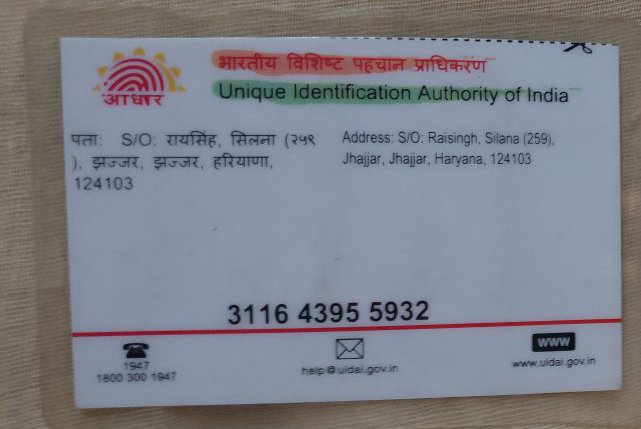 भारतीय विशिष्ट पहचान प्राधिकरण
Unique Identification Authority of India
आधार
पता: S/O: रायसिंह, सिलना (२५९
), झज्जर, झज्जर, हरियाणा,
124103
Address: S/O: Raisingh, Silana (259),
Jhajjar, Jhajjar, Haryana, 124103
3116 4395 5932
1947
1800 300 1947
help@uidai.gov.in
www
www.uidai.gov.in